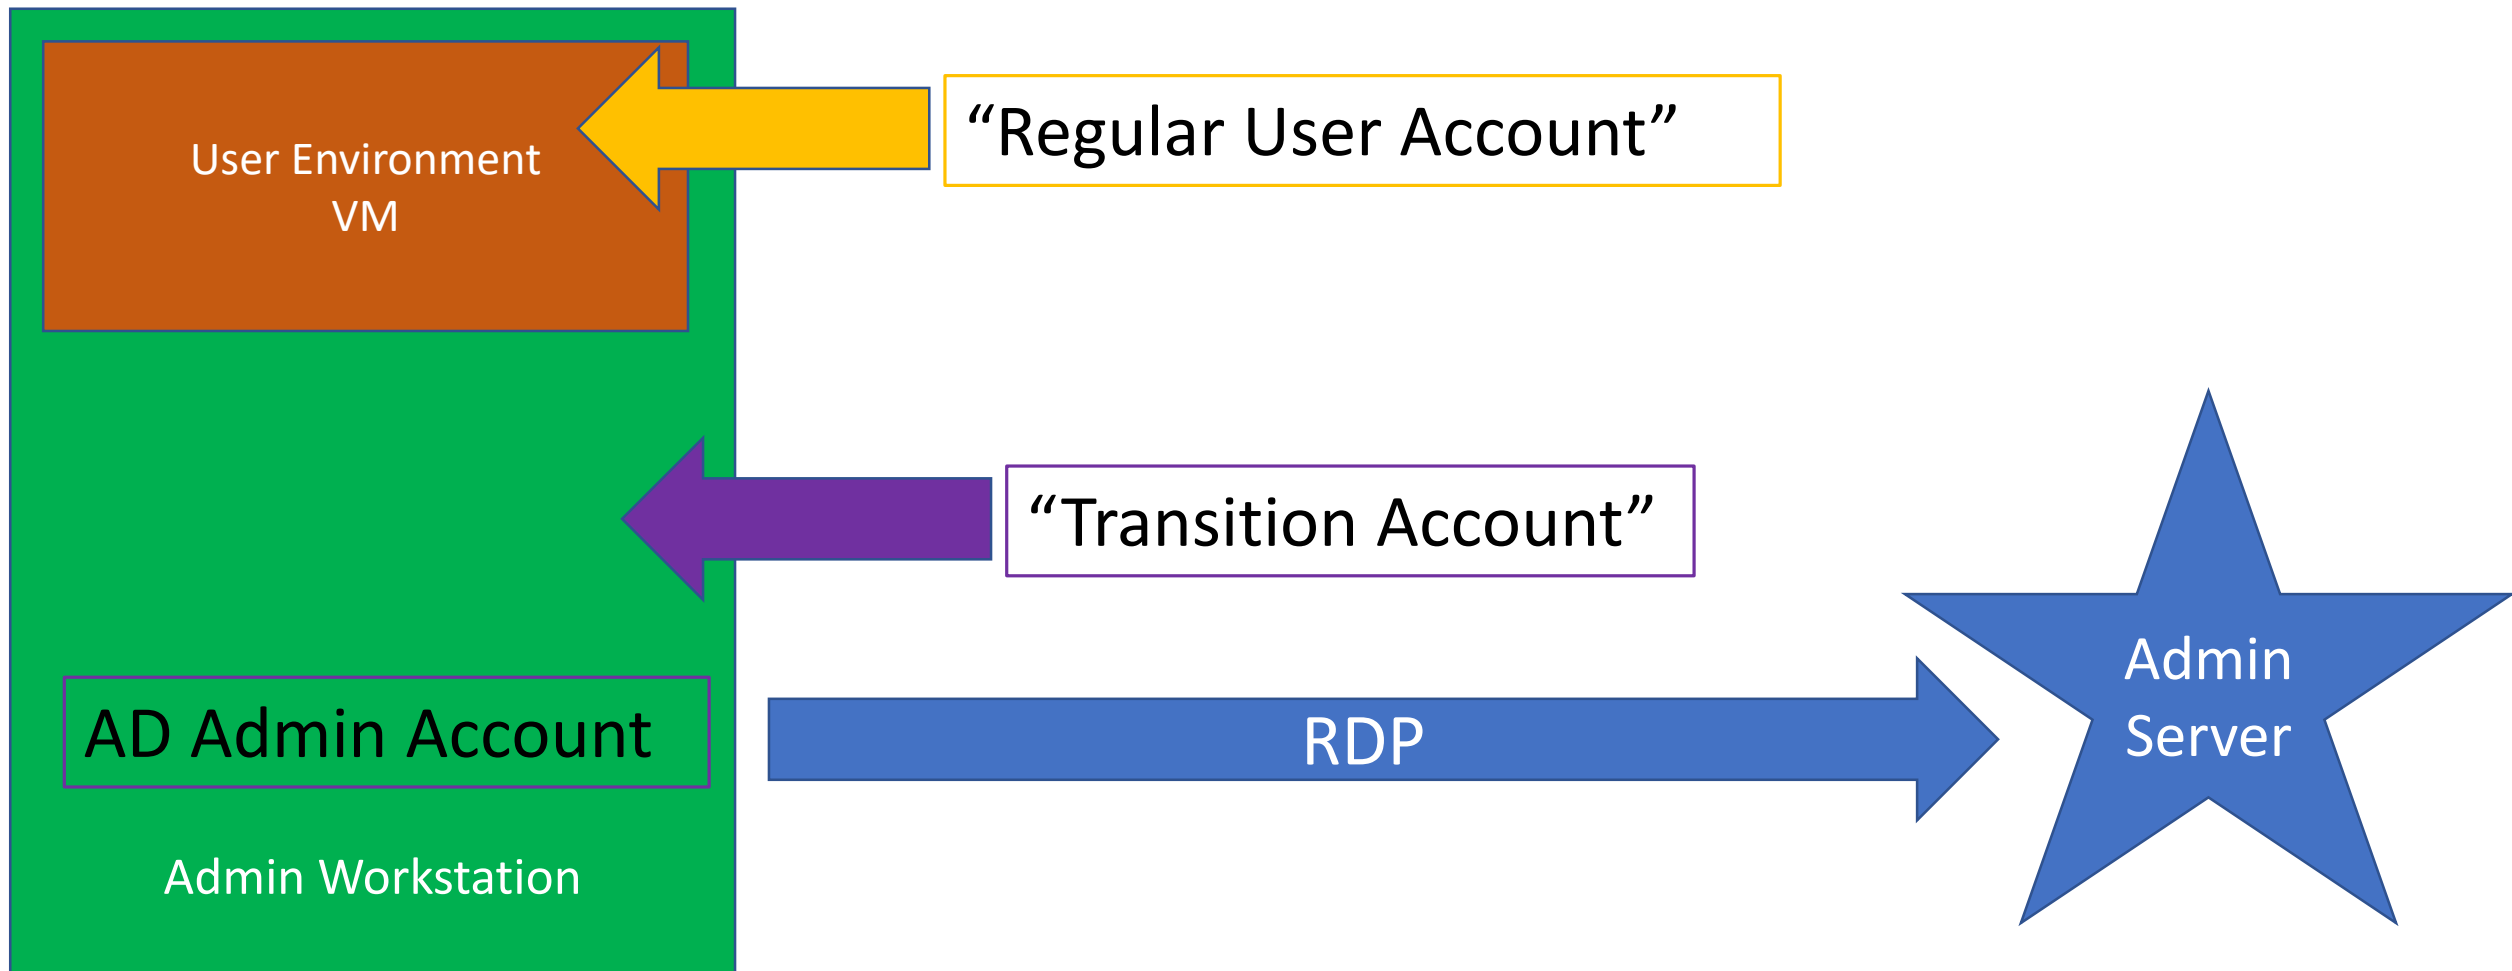 User Environment
VM
“Regular User Account”
“Transition Account”
AD Admin Account
RDP
Admin
Server
Admin Workstation